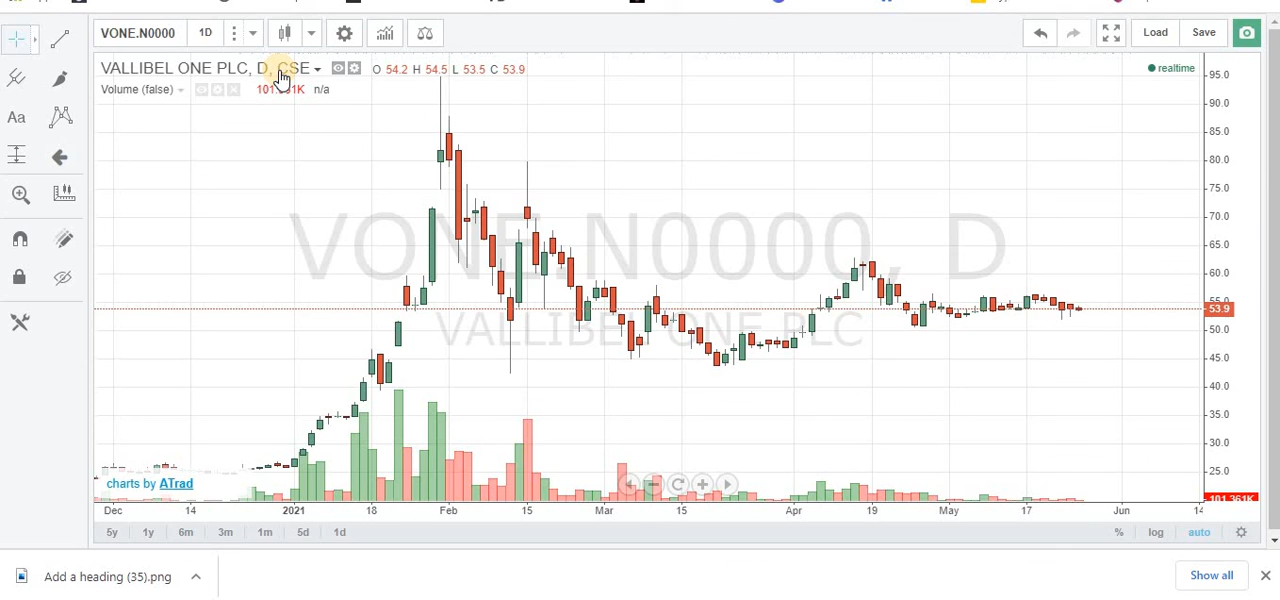 VONE.N0000 1D Load Save
VALLIBEL ONE PLC, D, CSE O 54.2 H 54.5 L 53.5 C 53.9 realtime
Volume (false) n/a
95.0
90.0
85.0
80.0
75.0
70.0
65.0
60.0
55.0
53.9
50.0
45.0
40.0
35.0
30.0
25.0
101.361K
VONE.N0000, D
VALLIBEL ONE PLC
Aa
charts by ATrad
Dec 14 2021 18 Feb 15 Mar 15 Apr 19 May 17 Jun 14
5y 1y 6m 3m 1m 5d 1d % log auto
Add a heading (35).png Show all